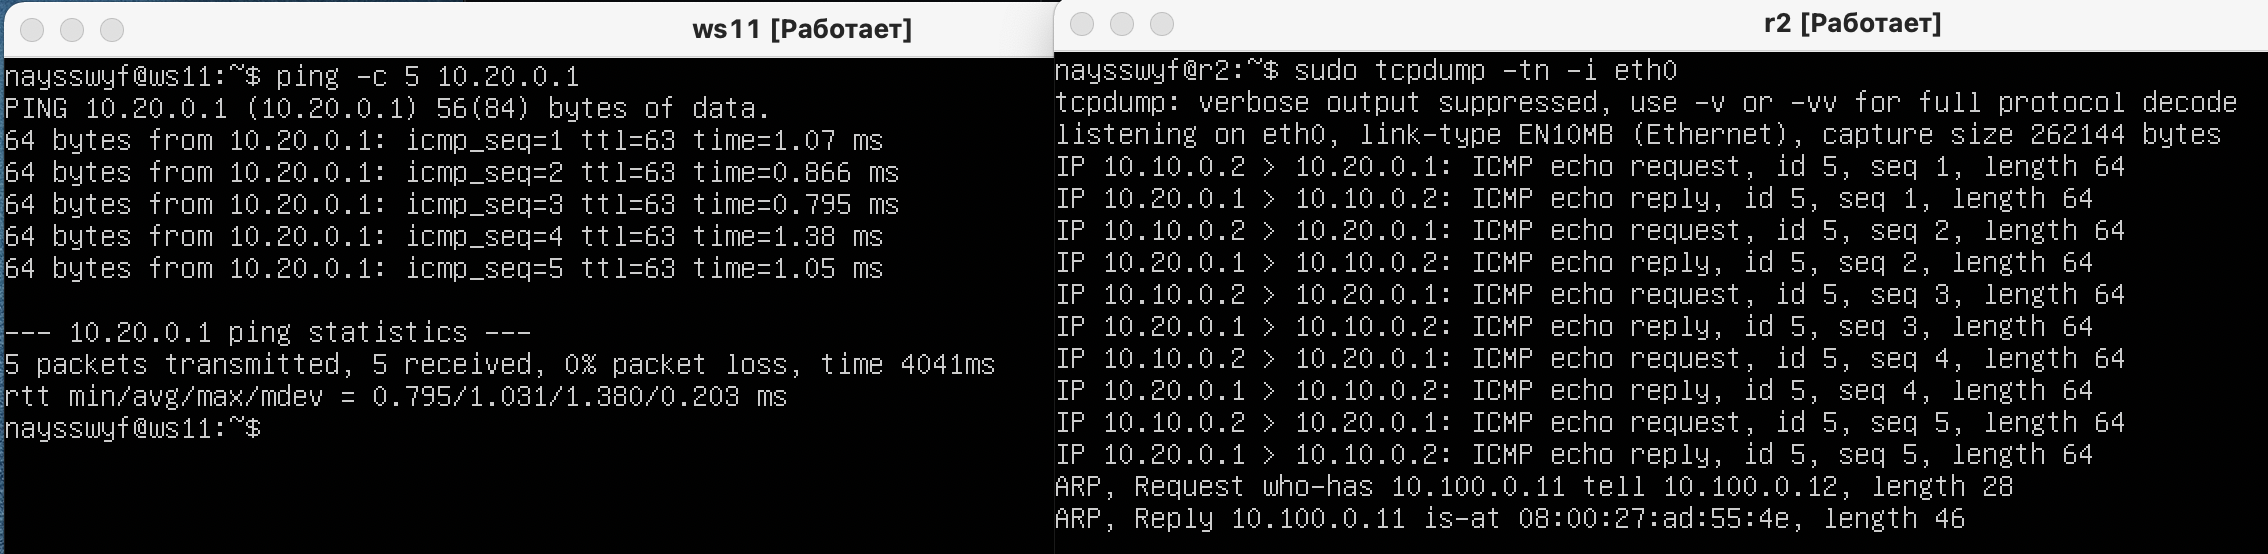 ws11 [Работает]
naysswyf@ws11:~$ ping -c 5 10.20.0.1
PING 10.20.0.1 (10.20.0.1) 56(84) bytes of data.
64 bytes from 10.20.0.1: icmp_seq=1 ttl=63 time=1.07 ms
64 bytes from 10.20.0.1: icmp_seq=2 ttl=63 time=0.866 ms
64 bytes from 10.20.0.1: icmp_seq=3 ttl=63 time=0.795 ms
64 bytes from 10.20.0.1: icmp_seq=4 ttl=63 time=1.38 ms
64 bytes from 10.20.0.1: icmp_seq=5 ttl=63 time=1.05 ms
--- 10.20.0.1 ping statistics ---
5 packets transmitted, 5 received, 0% packet loss, time 4041ms
rtt min/avg/max/mdev = 0.795/1.031/1.380/0.203 ms
naysswyf@ws11:~$
r2 [Работает]
naysswyf@r2:~$ sudo tcpdump -tn -i eth0
tcpdump: verbose output suppressed, use -v or -vv for full protocol decode
listening on eth0, link-type EN10MB (Ethernet), capture size 262144 bytes
IP 10.10.0.2 > 10.20.0.1: ICMP echo request, id 5, seq 1, length 64
IP 10.20.0.1 > 10.10.0.2: ICMP echo reply, id 5, seq 1, length 64
IP 10.10.0.2 > 10.20.0.1: ICMP echo request, id 5, seq 2, length 64
IP 10.20.0.1 > 10.10.0.2: ICMP echo reply, id 5, seq 2, length 64
IP 10.10.0.2 > 10.20.0.1: ICMP echo request, id 5, seq 3, length 64
IP 10.20.0.1 > 10.10.0.2: ICMP echo reply, id 5, seq 3, length 64
IP 10.10.0.2 > 10.20.0.1: ICMP echo request, id 5, seq 4, length 64
IP 10.20.0.1 > 10.10.0.2: ICMP echo reply, id 5, seq 4, length 64
IP 10.10.0.2 > 10.20.0.1: ICMP echo request, id 5, seq 5, length 64
IP 10.20.0.1 > 10.10.0.2: ICMP echo reply, id 5, seq 5, length 64
ARP, Request who-has 10.100.0.11 tell 10.100.0.12, length 28
ARP, Reply 10.100.0.11 is-at 08:00:27:ad:55:4e, length 46